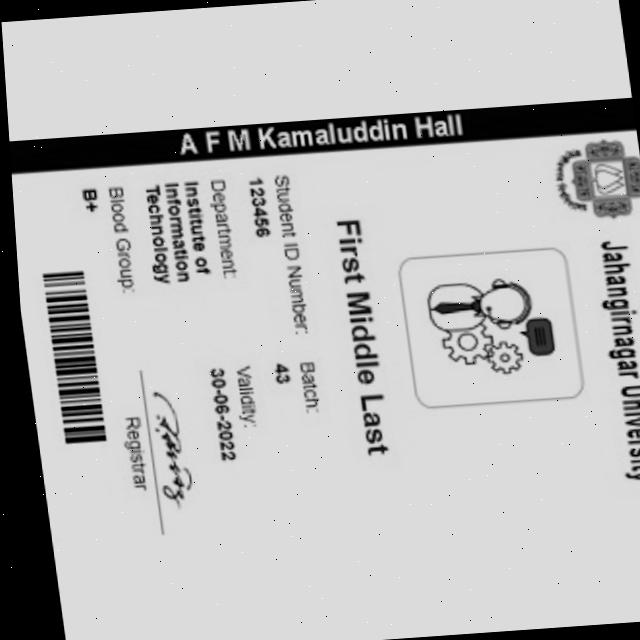 Jahangirnagar University
First Middle Last
Student ID Number:
123456
Batch:
43
Department:
Institute of
Information
Technology
Validity:
30-06-2022
Blood Group:
B+
Registrar
A F M Kamaluddin Hall